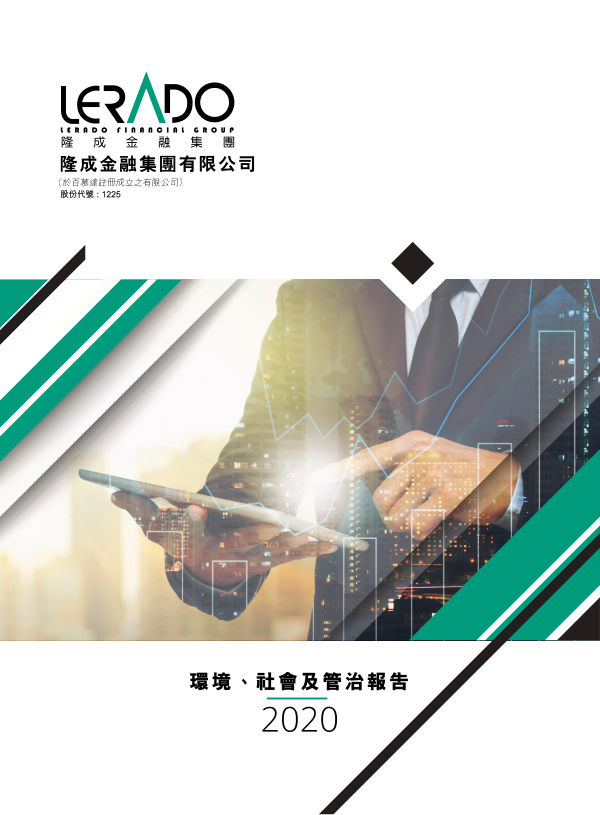 LERADO
LERADO FINANCIAL GROUP
隆成金融集團
隆成金融集團有限公司
(於百慕達註冊成立之有限公司)
股份代號：1225
環境、社會及管治報告
2020